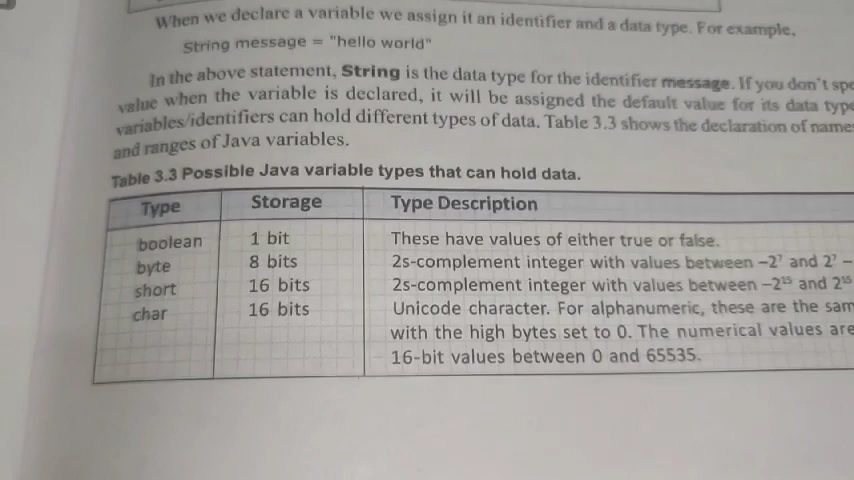 When we declare a variable we assign it an identifier and a data type. For example,
String message = "hello world"
In the above statement, String is the data type for the identifier message. If you don't spe
value when the variable is declared, it will be assigned the default value for its data type
variables/identifiers can hold different types of data. Table 3.3 shows the declaration of name
and ranges of Java variables.
Table 3.3 Possible Java variable types that can hold data.
Type Storage Type Description
boolean 1 bit These have values of either true or false.
byte 8 bits 2s-complement integer with values between –2⁷ and 2⁷ –
short 16 bits 2s-complement integer with values between –2¹⁵ and 2¹⁵
char 16 bits Unicode character. For alphanumeric, these are the sam
with the high bytes set to 0. The numerical values are
16-bit values between 0 and 65535.